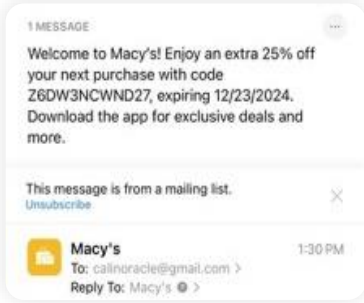 1 MESSAGE
Welcome to Macy's! Enjoy an extra 25% off
your next purchase with code
Z6DW3NCWND27, expiring 12/23/2024.
Download the app for exclusive deals and
more.
This message is from a mailing list.
Unsubscribe
Macy's 1:30 PM
To: calinoracle@gmail.com >
Reply To: Macy's >